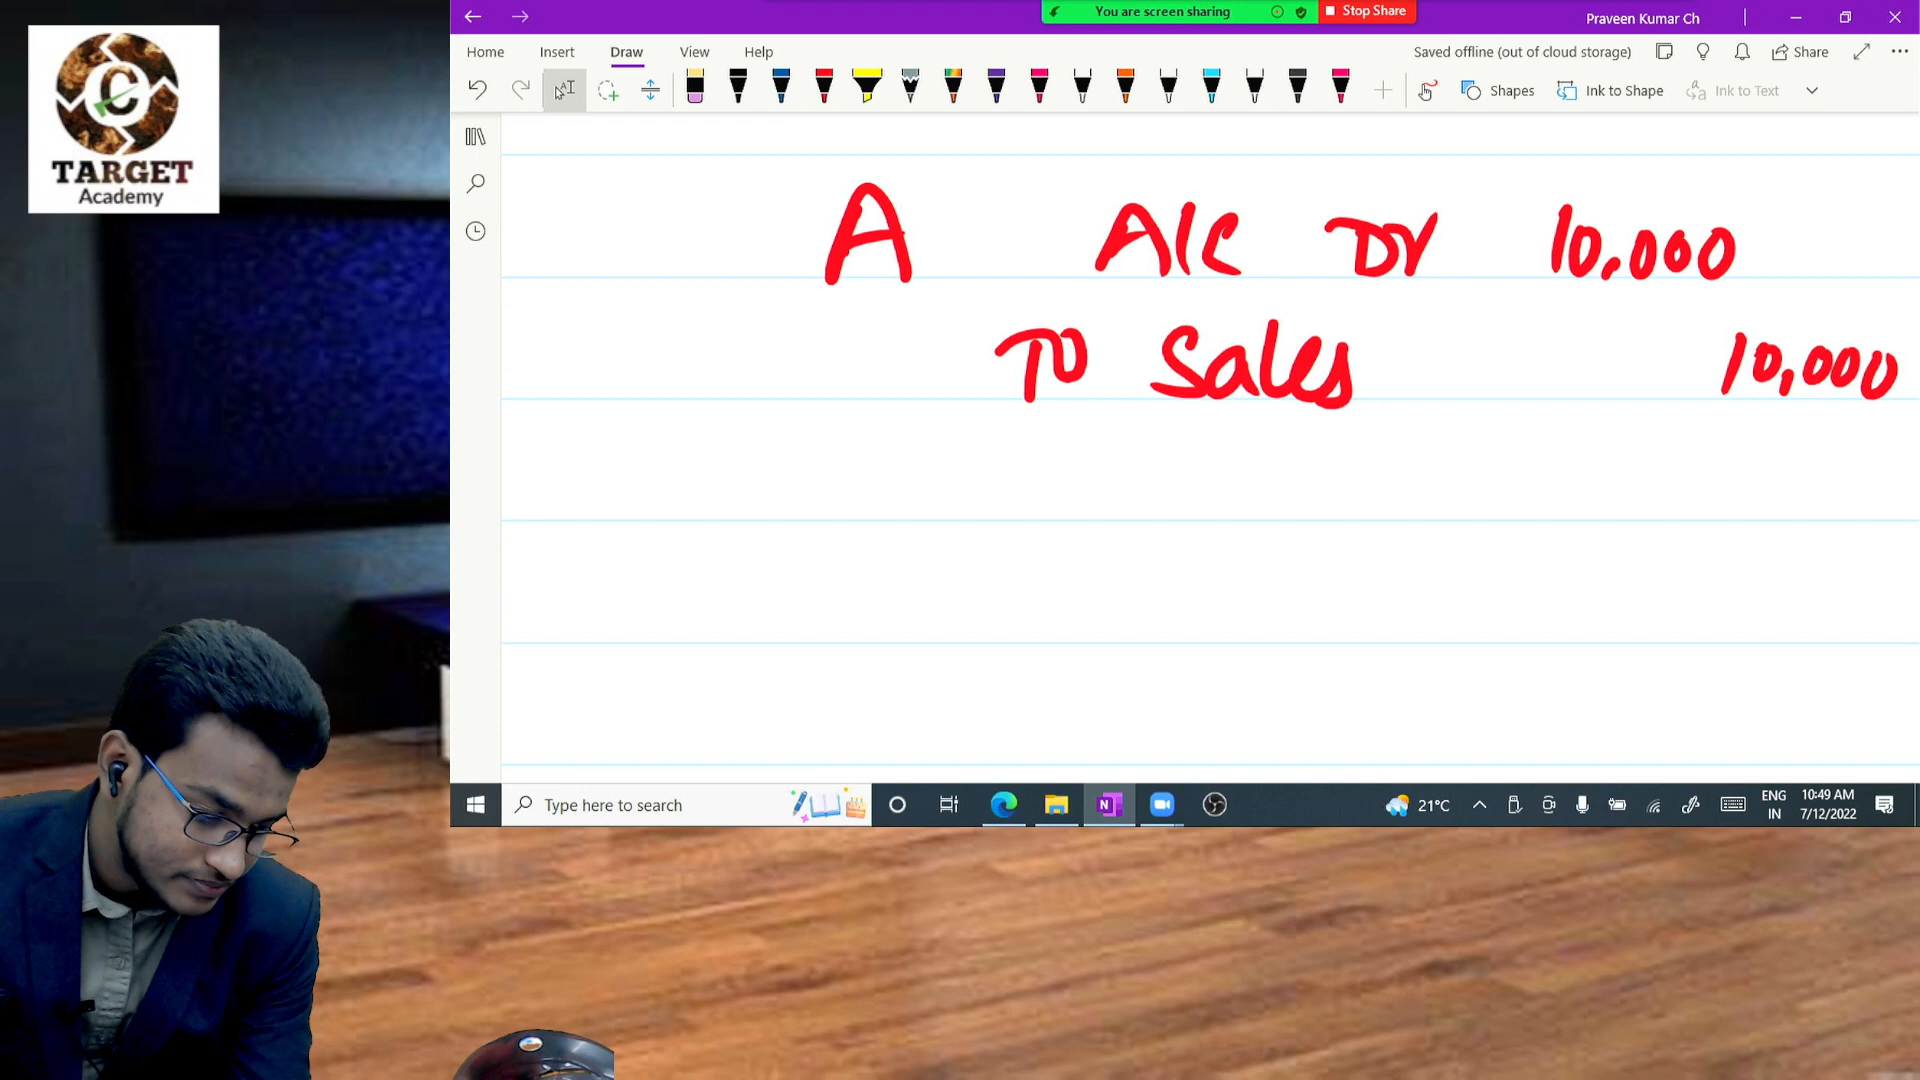 TARGET
Academy
You are screen sharing
Stop Share
Praveen Kumar Ch
Home Insert Draw View Help
Saved offline (out of cloud storage)
Share
Shapes
Ink to Shape
Ink to Text
A A/C Dr 10,000
To Sales 10,000
Type here to search
21°C
ENG
IN
10:49 AM
7/12/2022